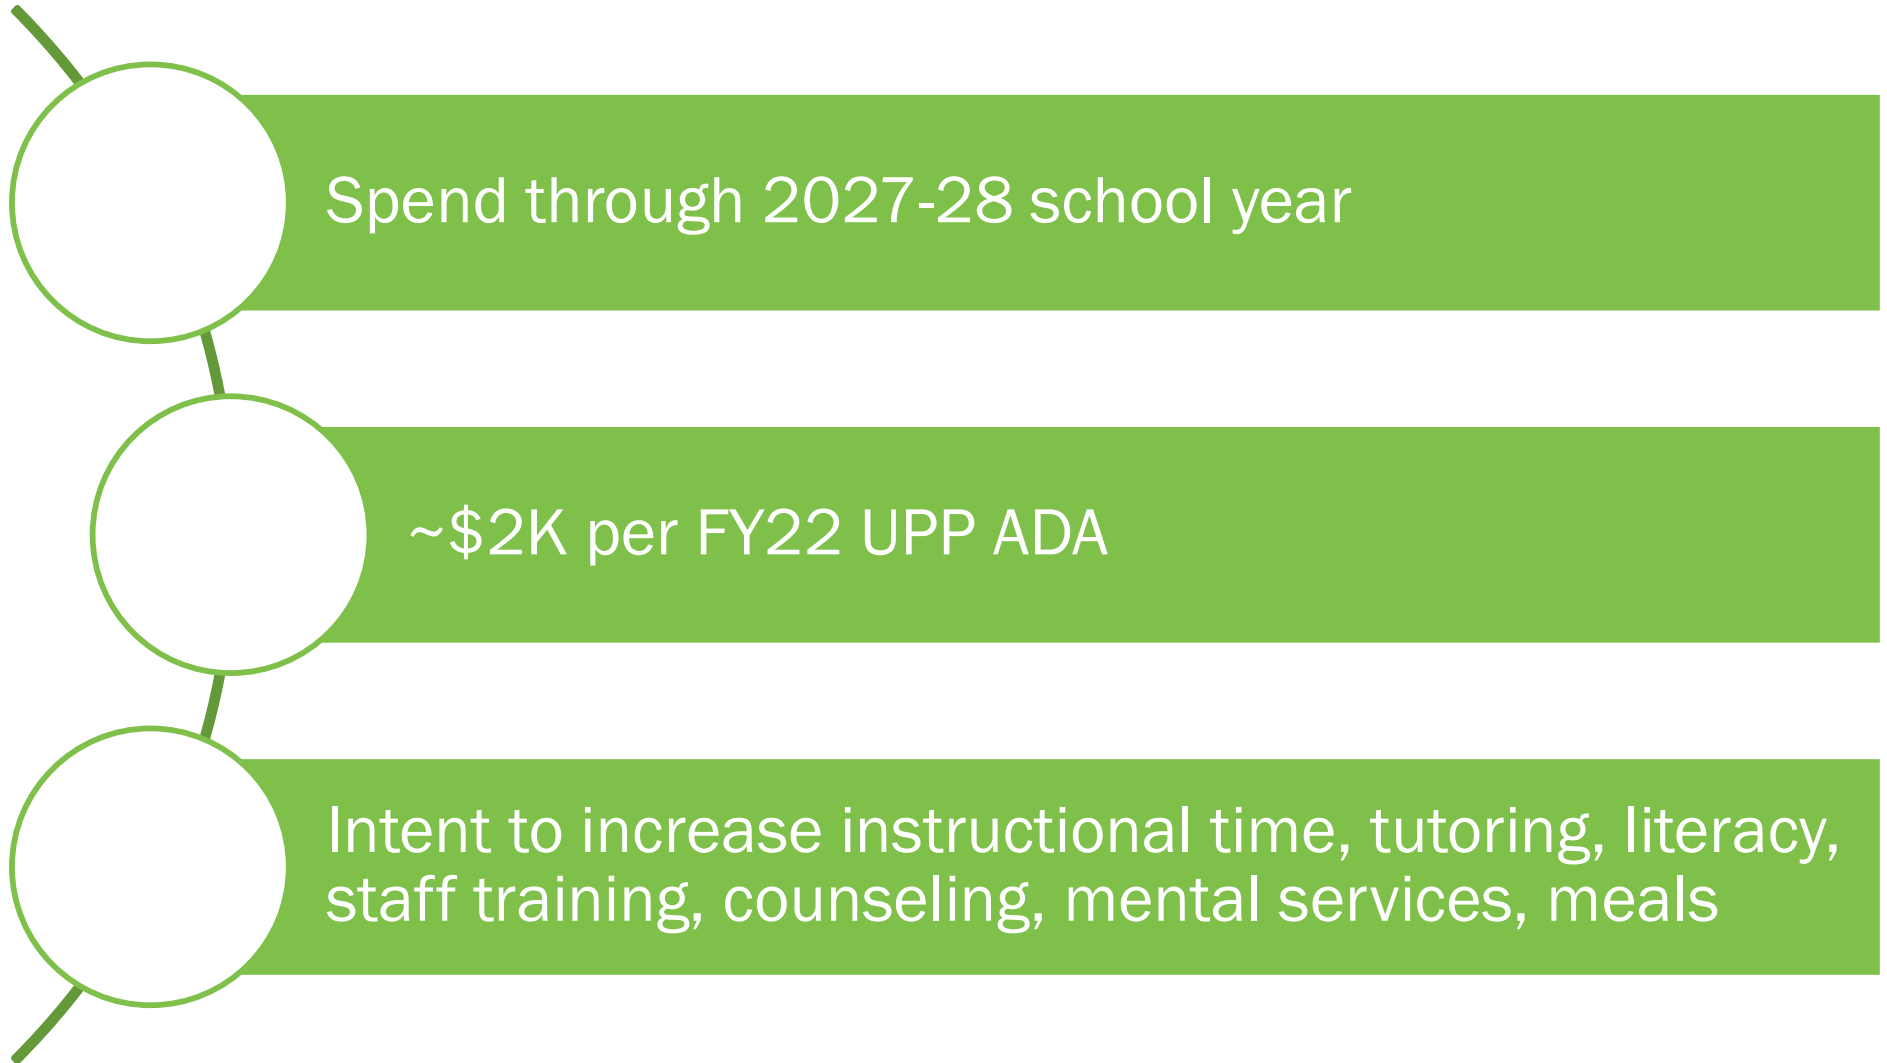 Spend through 2027-28 school year
~$2K per FY22 UPP ADA
Intent to increase instructional time, tutoring, literacy,
staff training, counseling, mental services, meals